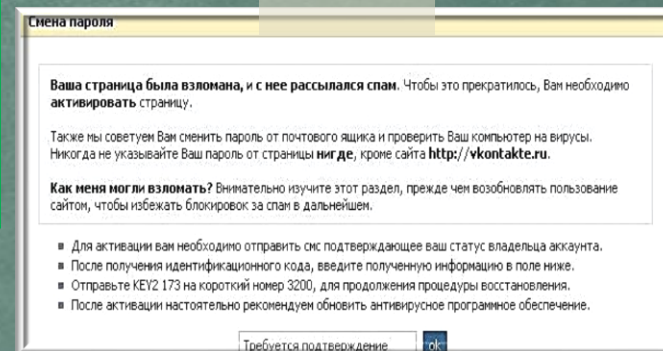 Смена пароля
Ваша страница была взломана, и с нее рассылался спам. Чтобы это прекратилось, Вам необходимо
активировать страницу.
Также мы советуем Вам сменить пароль от почтового ящика и проверить Ваш компьютер на вирусы.
Никогда не указывайте Ваш пароль от страницы нигде, кроме сайта http://vkontakte.ru.
Как меня могли взломать? Внимательно изучите этот раздел, прежде чем возобновлять пользование
сайтом, чтобы избежать блокировок за спам в дальнейшем.
Для активации вам необходимо отправить смс подтверждающее ваш статус владельца аккаунта.
После получения идентификационного кода, введите полученную информацию в поле ниже.
Отправьте KEY2 173 на короткий номер 3200, для продолжения процедуры восстановления.
После активации настоятельно рекомендуем обновить антивирусное программное обеспечение.
Требуется подтверждение ok